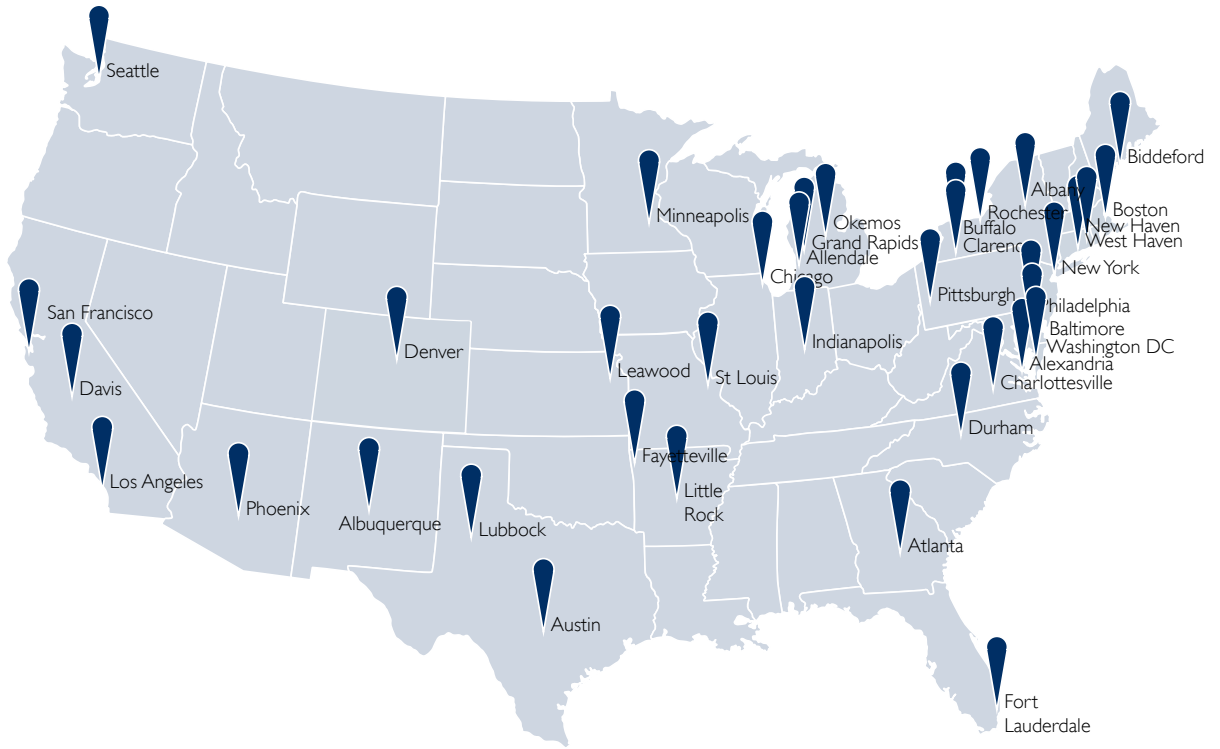 Seattle
Biddeford
Albany
Minneapolis
Boston
Rochester
Okemos
New Haven
Buffalo
Grand Rapids
West Haven
Clarence
Allendale
New York
Chicago
Pittsburgh
Philadelphia
San Francisco
Baltimore
Indianapolis
Washington DC
Denver
Alexandria
Leawood
St Louis
Charlottesville
Davis
Durham
Fayetteville
Los Angeles
Little
Rock
Phoenix
Albuquerque
Lubbock
Atlanta
Austin
Fort
Lauderdale